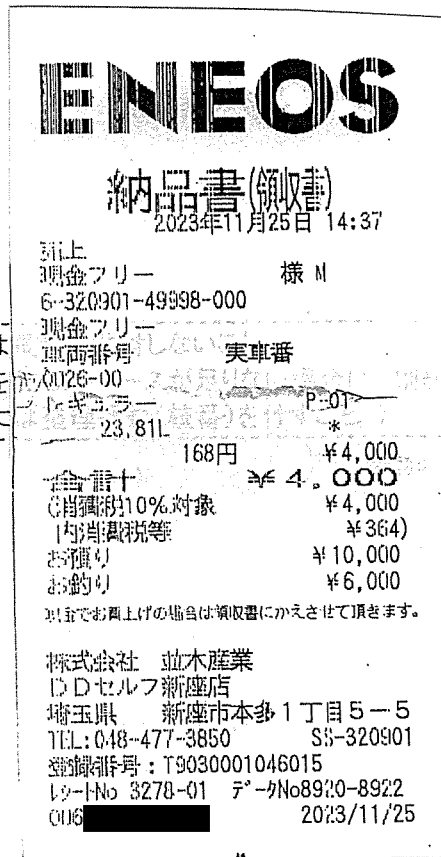 ENEOS
納品書(領収書)
2023年11月25日 14:37
売上
現金フリー 様 M
6-320901-49998-000
現金フリー
車両番号 実車番
0026-00
レギュラー P-01
23.81L *
168円 ¥4,000
合計 ¥4,000
(消費税10%対象 ¥4,000
内消費税等 ¥364)
お預り ¥10,000
お釣り ¥6,000
現金でお買上げの場合は領収書にかえさせて頂きます。
株式会社 並木産業
DDセルフ新座店
埼玉県 新座市本多1丁目5-5
TEL:048-477-3850 SS-320901
登録番号:T9030001046015
レシートNo 3278-01 データNo8920-8922
006 2023/11/25